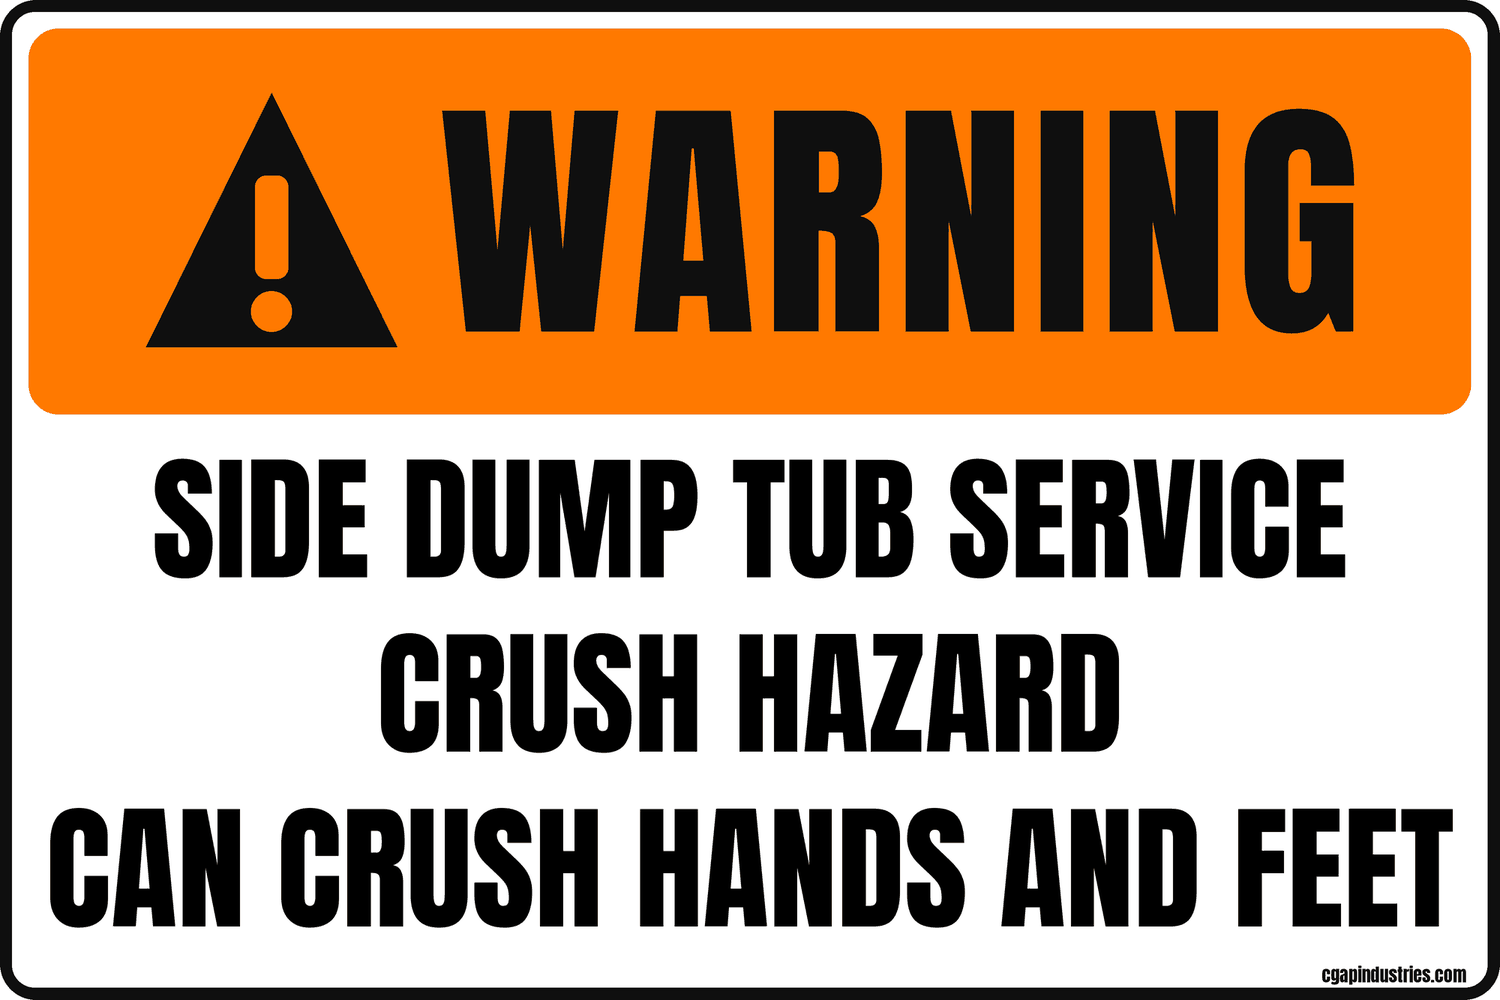 WARNING
SIDE DUMP TUB SERVICE
CRUSH HAZARD
CAN CRUSH HANDS AND FEET
cgapindustries.com